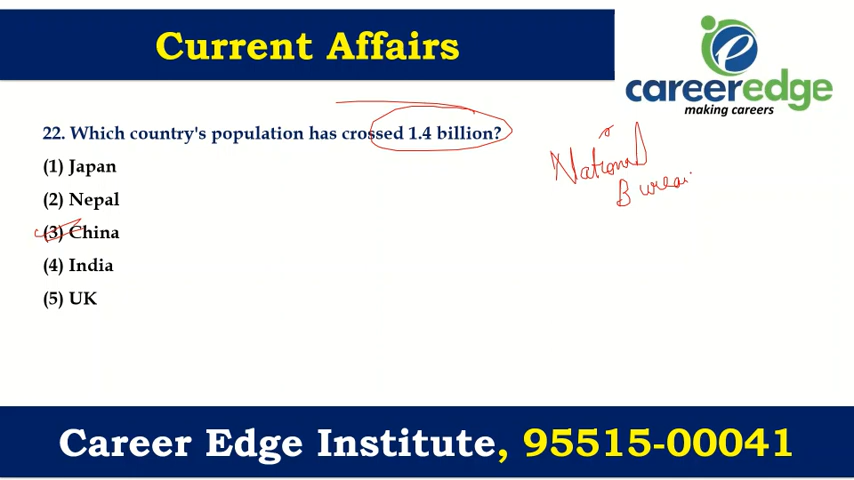 Current Affairs
careeredge
making careers
22. Which country's population has crossed 1.4 billion?
(1) Japan
(2) Nepal
(3) China
(4) India
(5) UK
National
Bureau
Career Edge Institute, 95515-00041